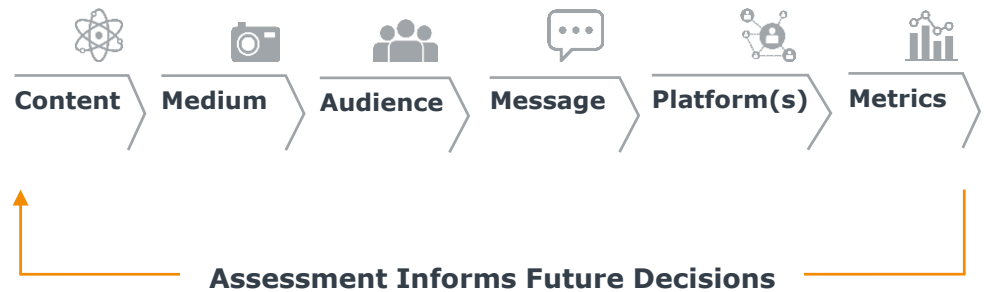 Content
Medium
Audience
Message
Platform(s)
Metrics
Assessment Informs Future Decisions